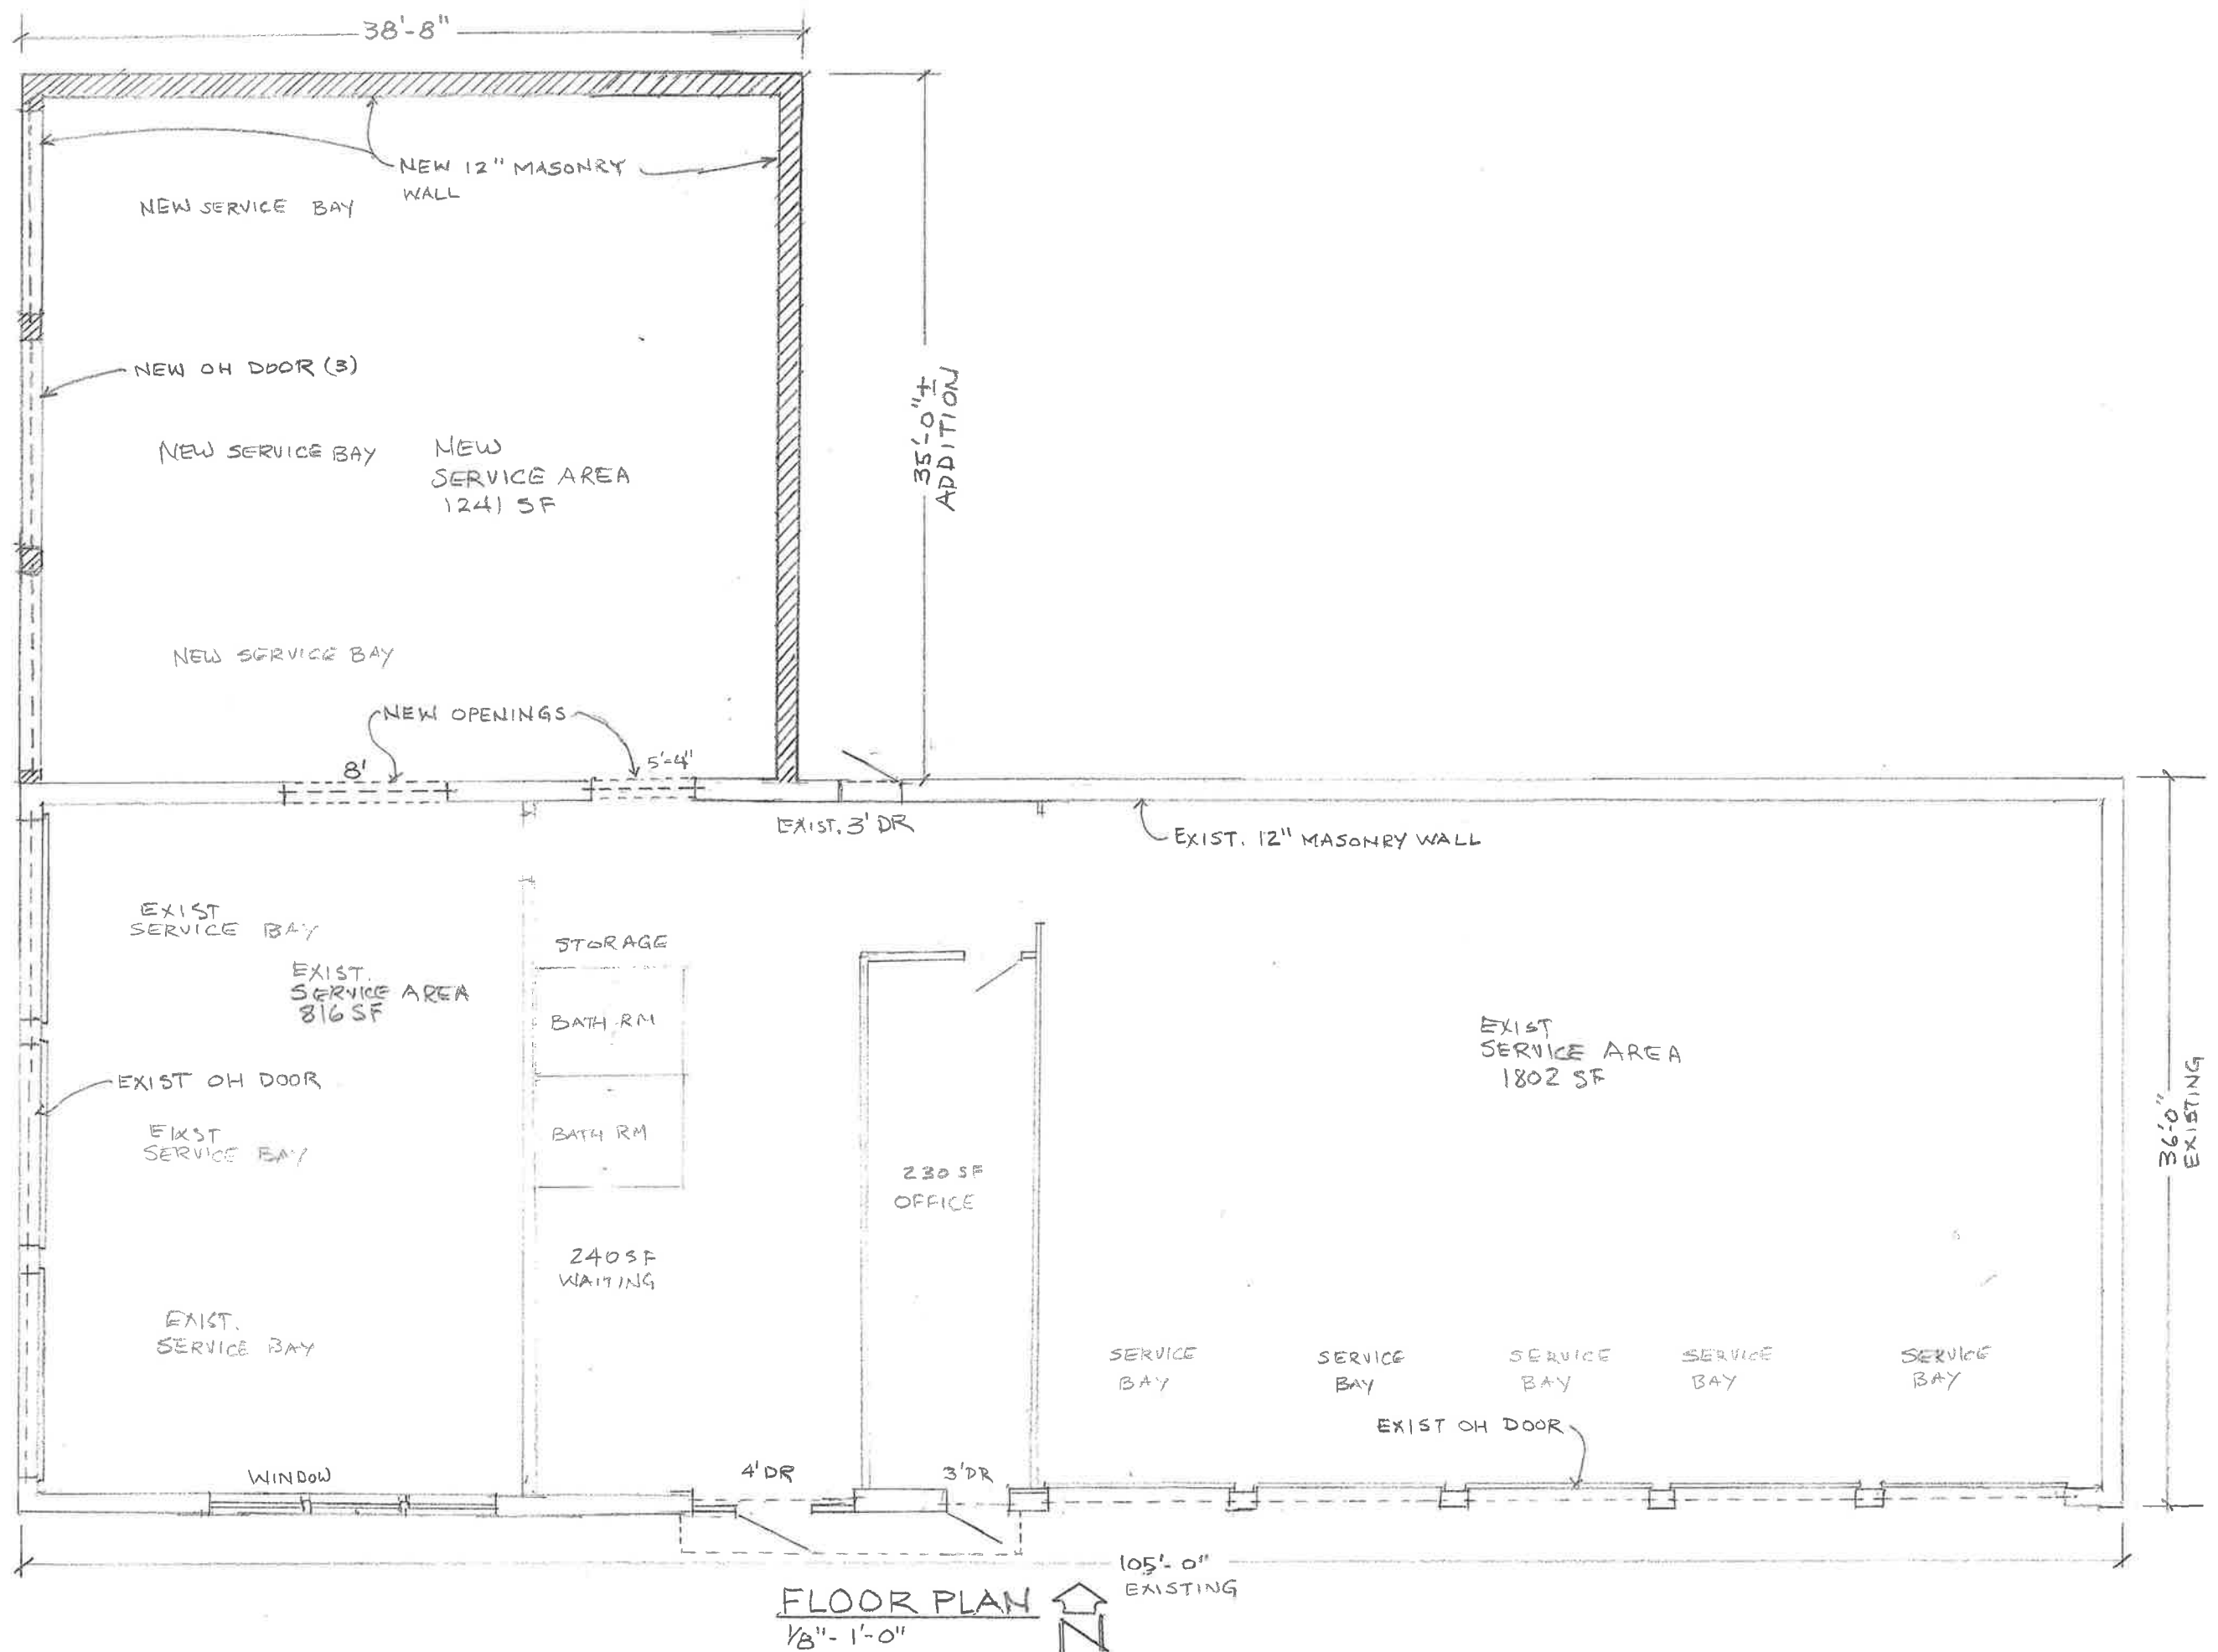 38'-8"
NEW 12" MASONRY
WALL
NEW SERVICE BAY
NEW OH DOOR (3)
35'-0"±
ADDITION
NEW SERVICE BAY
NEW
SERVICE AREA
1241 SF
NEW SERVICE BAY
NEW OPENINGS
8'
5'-4"
EXIST. 3' DR
EXIST. 12" MASONRY WALL
EXIST
SERVICE BAY
STORAGE
EXIST.
SERVICE AREA
816 SF
BATH RM
EXIST
SERVICE AREA
1802 SF
EXIST OH DOOR
EIXST
SERVICE BAY
BATH RM
36'-0"
EXISTING
230 SF
OFFICE
240 SF
WAITING
EXIST.
SERVICE BAY
SERVICE
BAY
SERVICE
BAY
SERVICE
BAY
SERVICE
BAY
SERVICE
BAY
EXIST OH DOOR
WINDOW
4' DR
3' DR
105'-0"
EXISTING
FLOOR PLAN
1/8"- 1'-0"
N